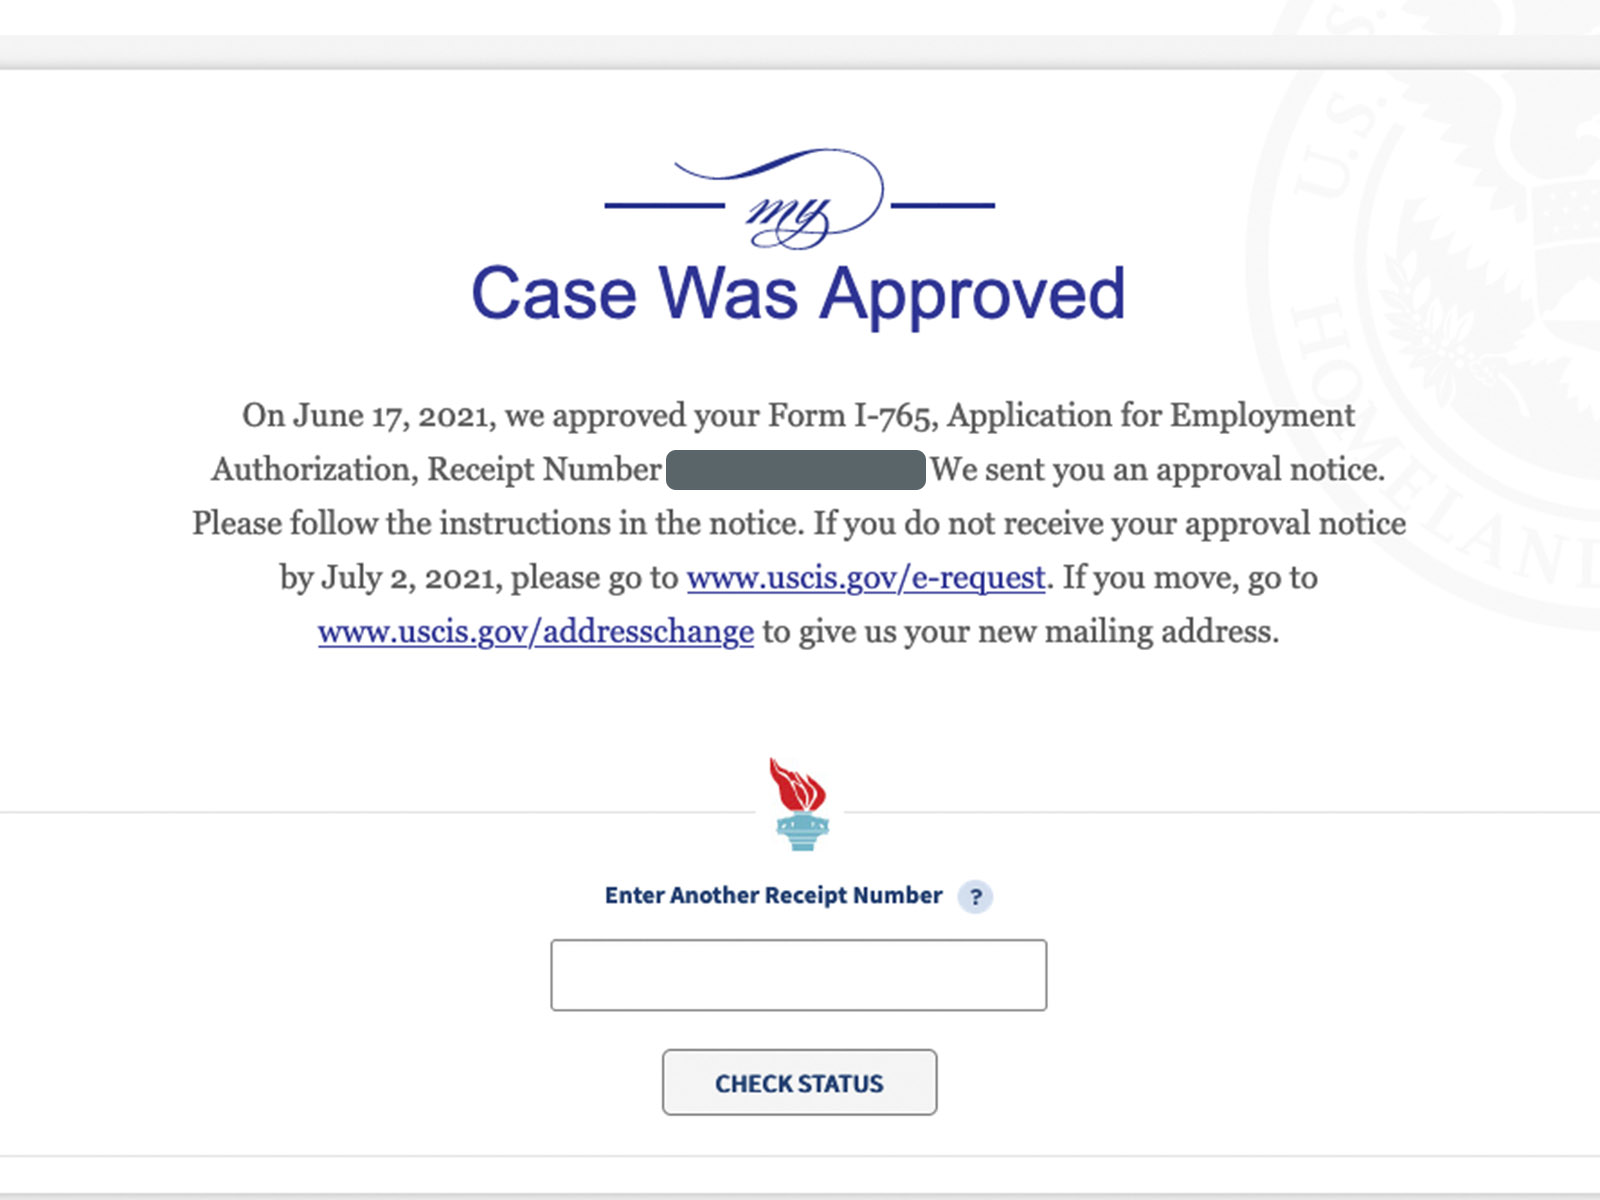 U.S.
U.S.
HOMELAND
my
Case Was Approved
On June 17, 2021, we approved your Form I-765, Application for Employment
Authorization, Receipt Number We sent you an approval notice.
Please follow the instructions in the notice. If you do not receive your approval notice
by July 2, 2021, please go to www.uscis.gov/e-request. If you move, go to
www.uscis.gov/addresschange to give us your new mailing address.
Enter Another Receipt Number ?
CHECK STATUS